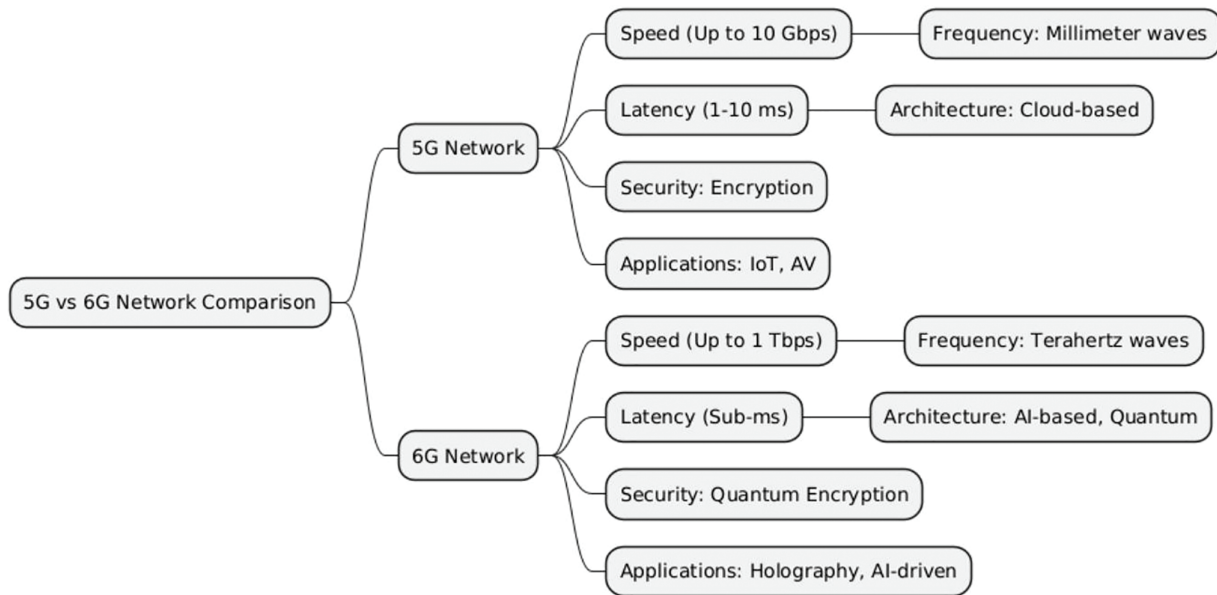 5G vs 6G Network Comparison
5G Network
Speed (Up to 10 Gbps)
Frequency: Millimeter waves
Latency (1-10 ms)
Architecture: Cloud-based
Security: Encryption
Applications: IoT, AV
6G Network
Speed (Up to 1 Tbps)
Frequency: Terahertz waves
Latency (Sub-ms)
Architecture: AI-based, Quantum
Security: Quantum Encryption
Applications: Holography, AI-driven